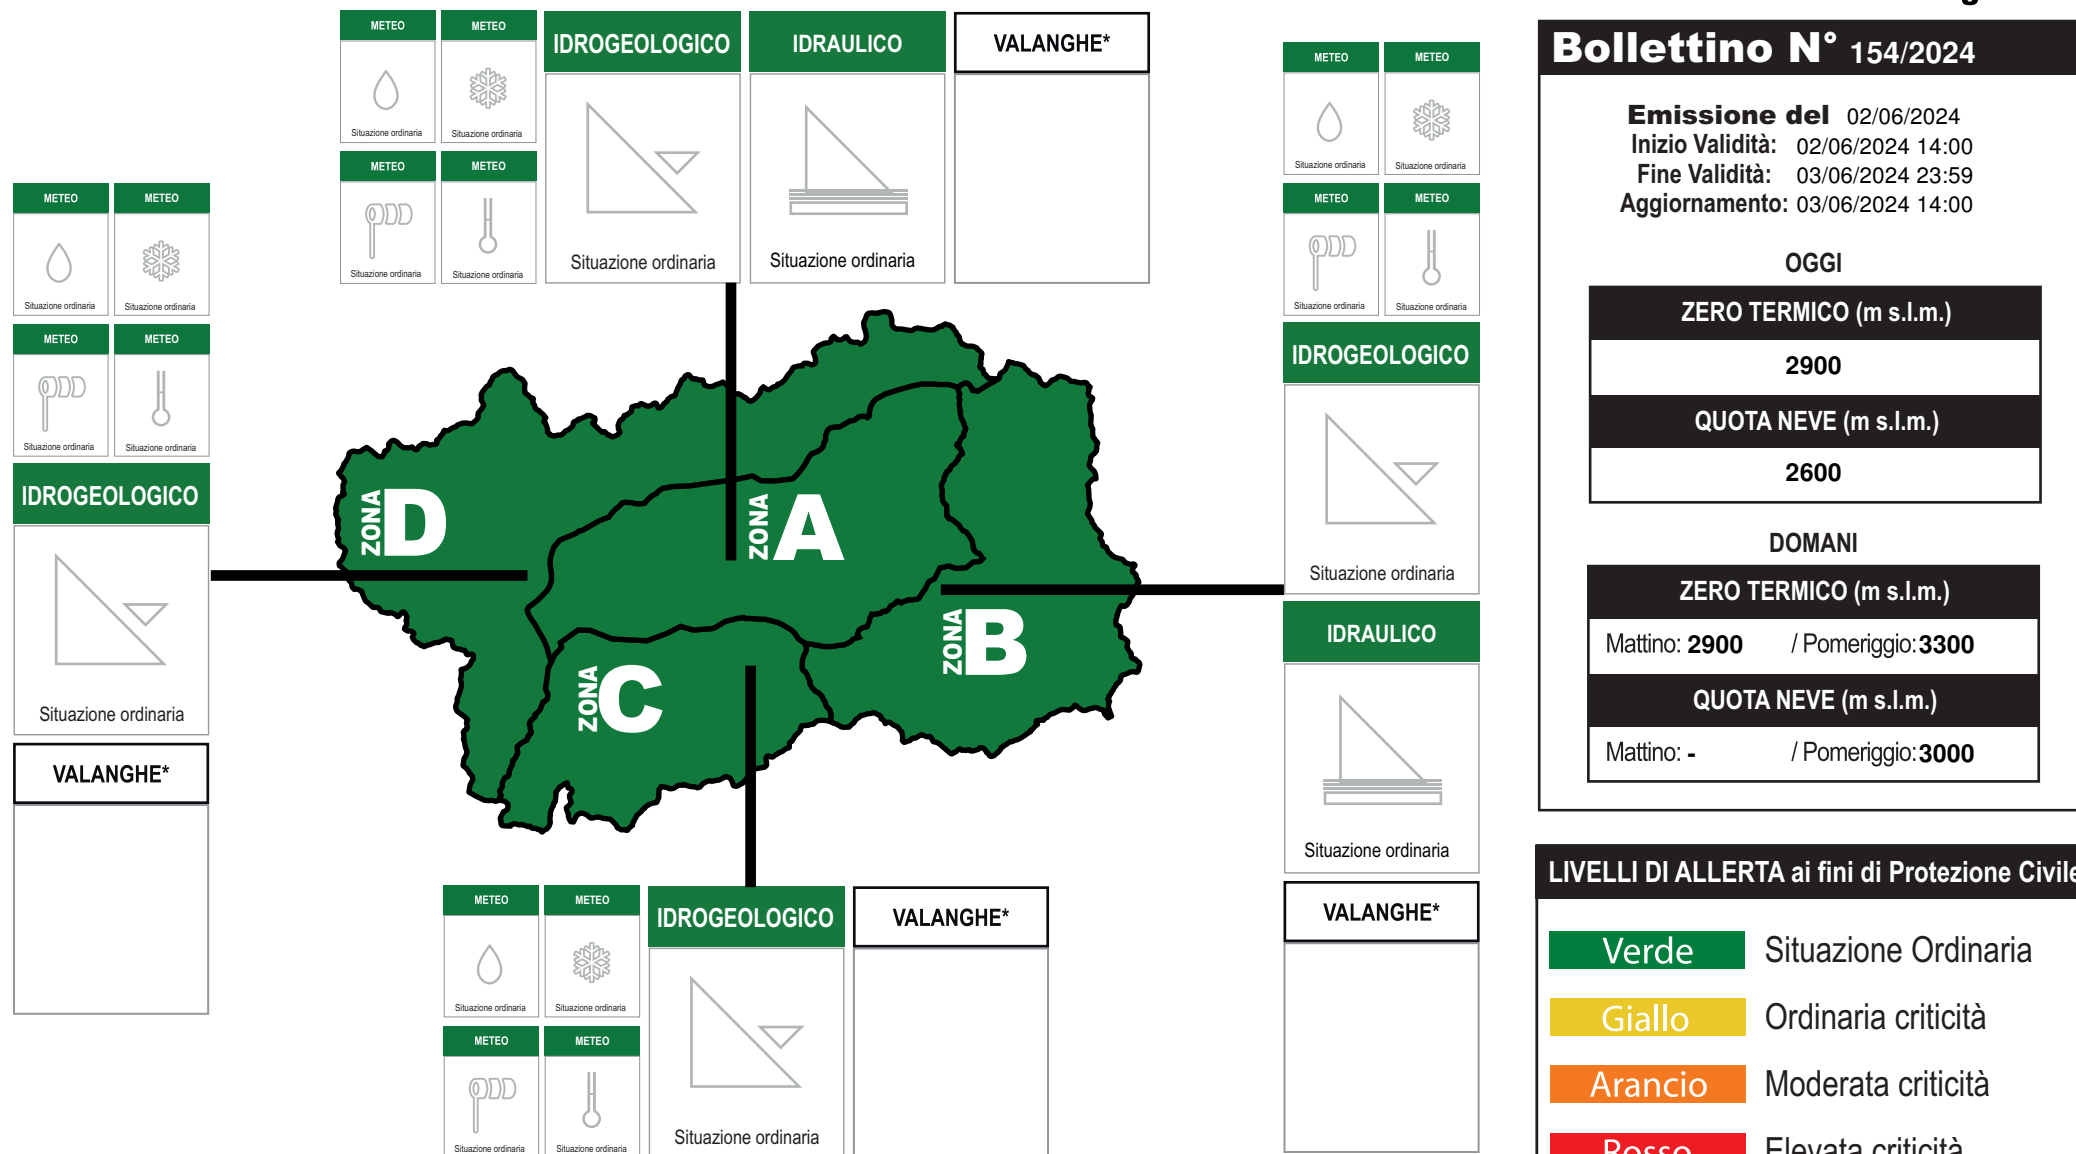 METEO METEO
Situazione ordinaria Situazione ordinaria
METEO METEO
Situazione ordinaria Situazione ordinaria
IDROGEOLOGICO
Situazione ordinaria
IDRAULICO
Situazione ordinaria
VALANGHE*
METEO METEO
Situazione ordinaria Situazione ordinaria
METEO METEO
Situazione ordinaria Situazione ordinaria
IDROGEOLOGICO
Situazione ordinaria
VALANGHE*
ZONA D
ZONA A
ZONA B
ZONA C
METEO METEO
Situazione ordinaria Situazione ordinaria
METEO METEO
Situazione ordinaria Situazione ordinaria
IDROGEOLOGICO
Situazione ordinaria
IDRAULICO
Situazione ordinaria
VALANGHE*
METEO METEO
Situazione ordinaria Situazione ordinaria
METEO METEO
Situazione ordinaria Situazione ordinaria
IDROGEOLOGICO
Situazione ordinaria
VALANGHE*
Bollettino N° 154/2024
Emissione del 02/06/2024
Inizio Validità: 02/06/2024 14:00
Fine Validità: 03/06/2024 23:59
Aggiornamento: 03/06/2024 14:00
OGGI
ZERO TERMICO (m s.l.m.)
2900
QUOTA NEVE (m s.l.m.)
2600
DOMANI
ZERO TERMICO (m s.l.m.)
Mattino: 2900 / Pomeriggio: 3300
QUOTA NEVE (m s.l.m.)
Mattino: - / Pomeriggio: 3000
LIVELLI DI ALLERTA ai fini di Protezione Civile
Verde Situazione Ordinaria
Giallo Ordinaria criticità
Arancio Moderata criticità
Rosso Elevata criticità